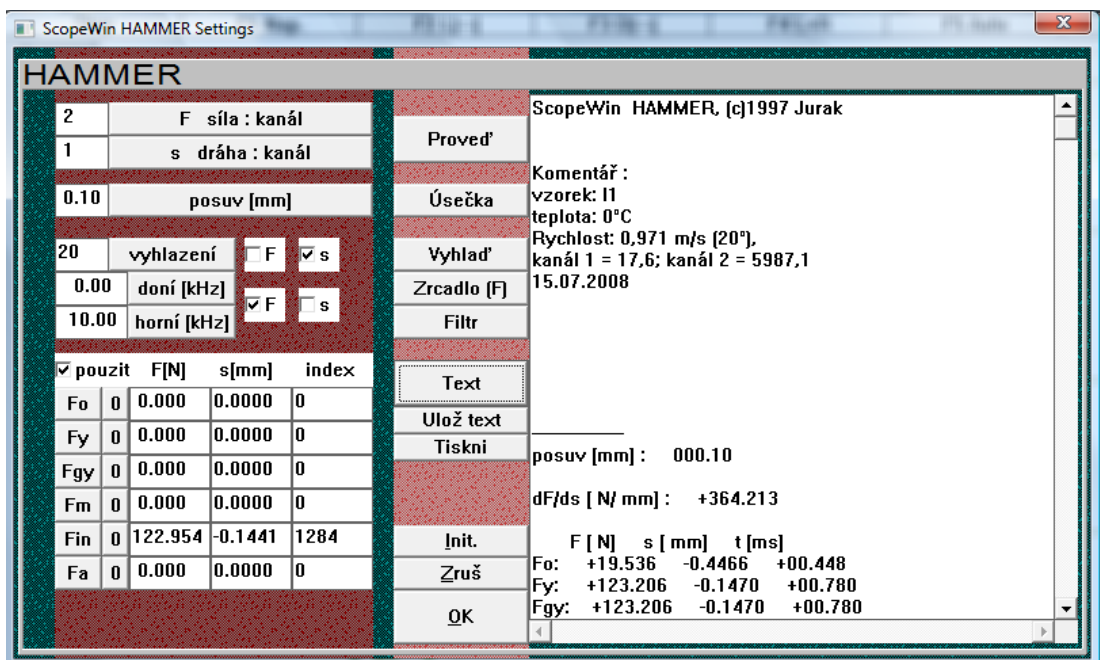 ScopeWin HAMMER Settings
HAMMER
2 F síla : kanál
1 s dráha : kanál
0.10 posuv [mm]
20 vyhlazení F s
0.00 doní [kHz]
F s
10.00 horní [kHz]
pouzit F[N] s[mm] index
Fo 0 0.000 0.0000 0
Fy 0 0.000 0.0000 0
Fgy 0 0.000 0.0000 0
Fm 0 0.000 0.0000 0
Fin 0 122.954 -0.1441 1284
Fa 0 0.000 0.0000 0
Proveď
Úsečka
Vyhlaď
Zrcadlo (F)
Filtr
Text
Ulož text
Tiskni
Init.
Zruš
OK
ScopeWin HAMMER, (c)1997 Jurak
Komentář :
vzorek: I1
teplota: 0°C
Rychlost: 0,971 m/s (20°),
kanál 1 = 17,6; kanál 2 = 5987,1
15.07.2008
posuv [mm] : 000.10
dF/ds [ N/ mm] : +364.213
F [ N] s [ mm] t [ms]
Fo: +19.536 -0.4466 +00.448
Fy: +123.206 -0.1470 +00.780
Fgy: +123.206 -0.1470 +00.780